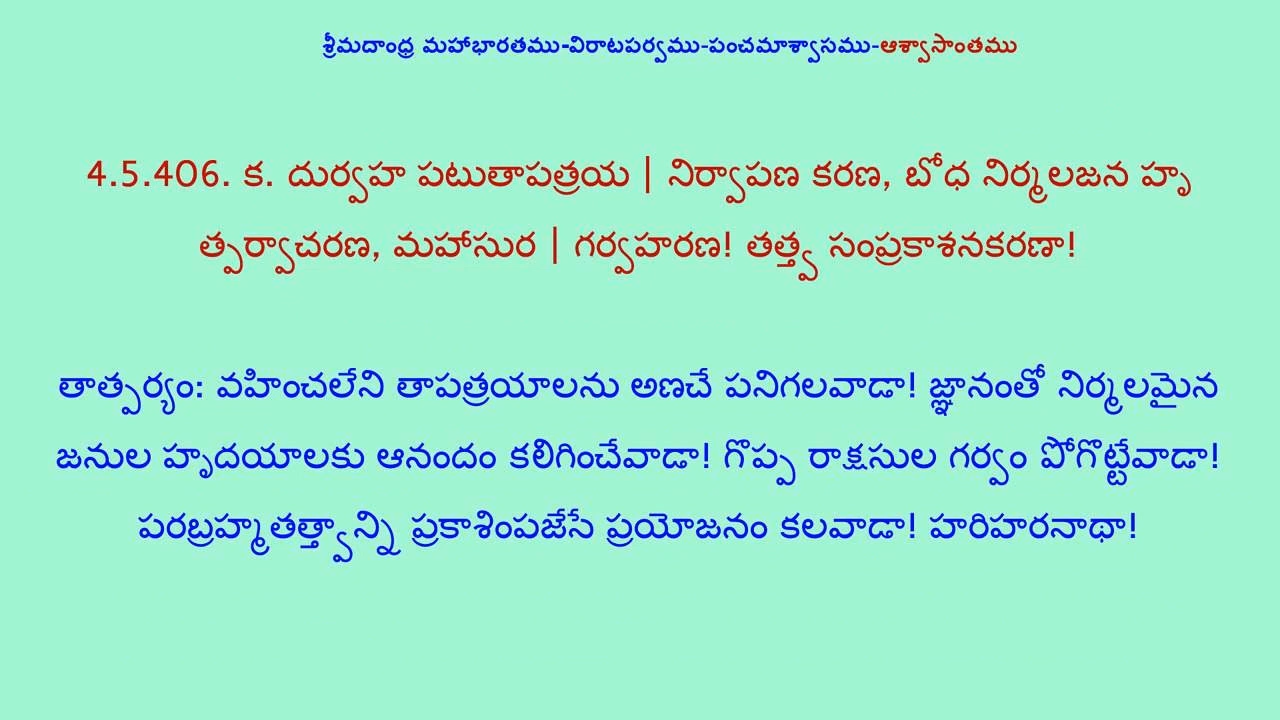 శ్రీమదాంధ్ర మహాభారతము-విరాటపర్వము-పంచమాశ్వాసము-ఆశ్వాసాంతము
4.5.406. క. దుర్వహ పటుతాపత్రయ | నిర్వాపణ కరణ, బోధ నిర్మలజన హృ
త్పర్వాచరణ, మహాసుర | గర్వహరణ! తత్త్వ సంప్రకాశనకరణా!
తాత్పర్యం: వహించలేని తాపత్రయాలను అణచే పనిగలవాడా! జ్ఞానంతో నిర్మలమైన
జనుల హృదయాలకు ఆనందం కలిగించేవాడా! గొప్ప రాక్షసుల గర్వం పోగొట్టేవాడా!
పరబ్రహ్మతత్త్వాన్ని ప్రకాశింపజేసే ప్రయోజనం కలవాడా! హరిహరనాథా!